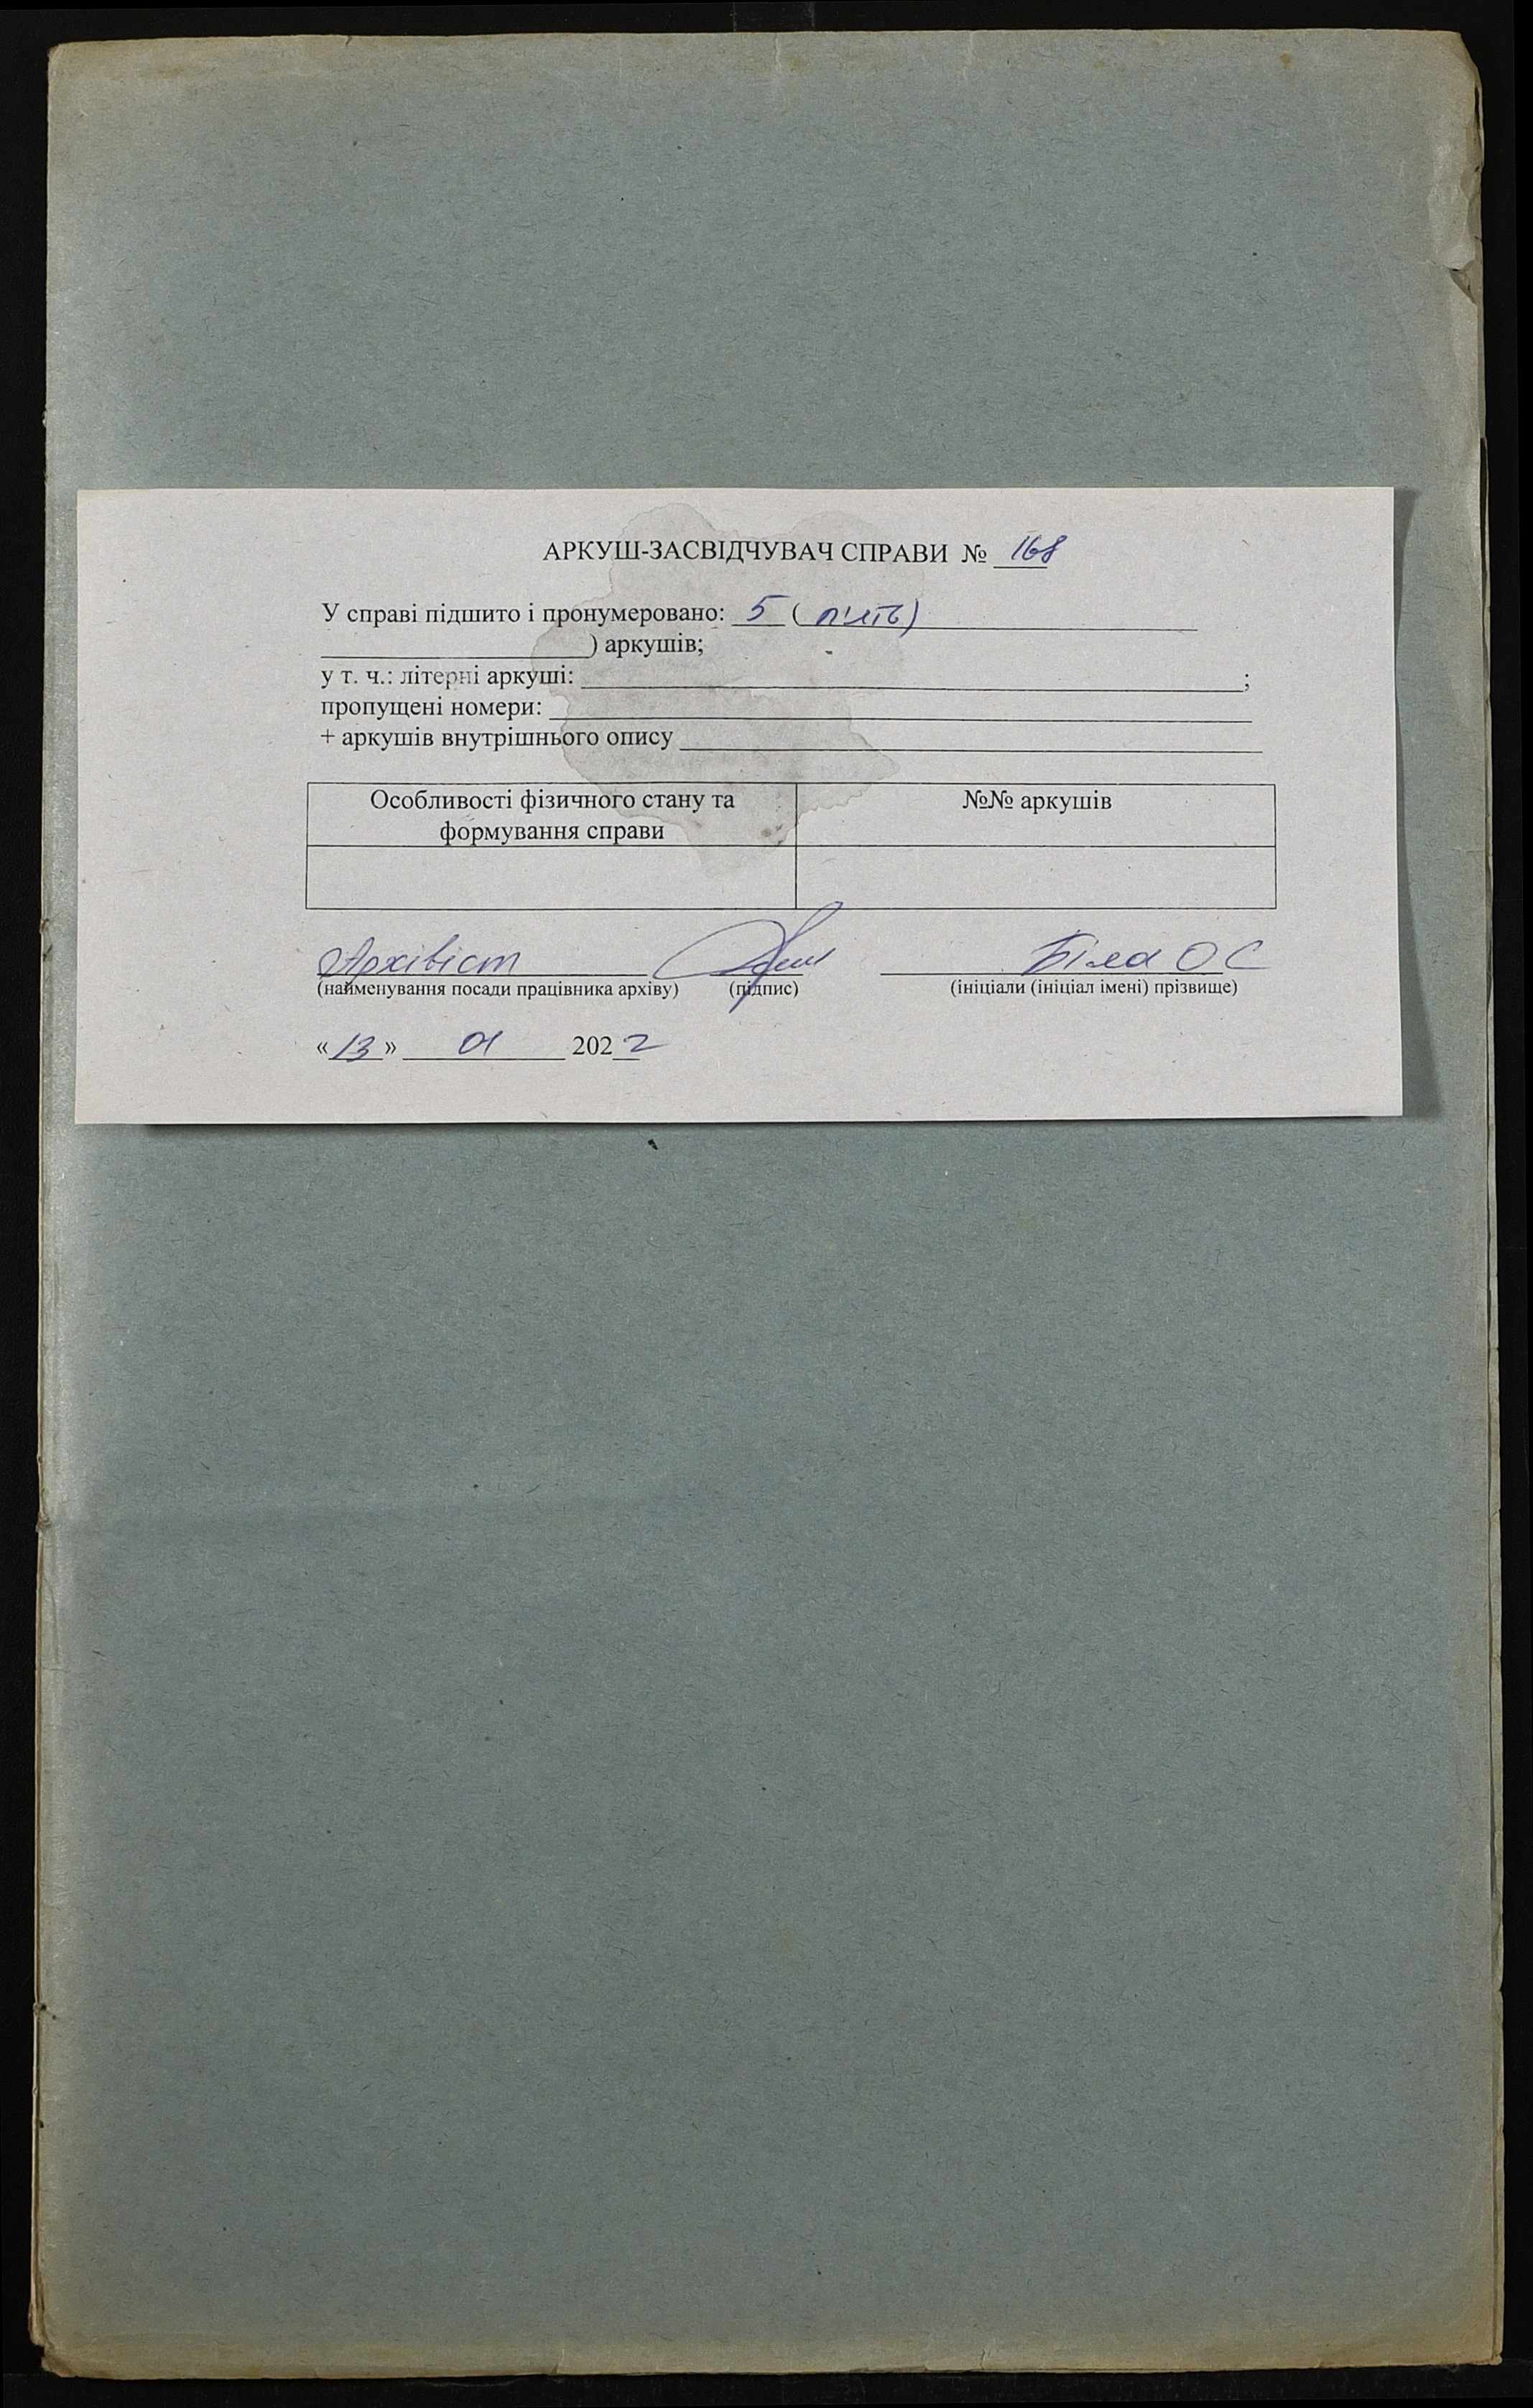 АРКУШ-ЗАСВІДЧУВАЧ СПРАВИ № 168
У справі підшито і пронумеровано: 5 ( п'ять)
) аркушів;
у т. ч.: літерні аркуші: ;
пропущені номери:
+ аркушів внутрішнього опису
Особливості фізичного стану та
формування справи
№№ аркушів
Архівіст Біла О С
(найменування посади працівника архіву) (підпис) (ініціали (ініціал імені) прізвище)
«13» 01 2022